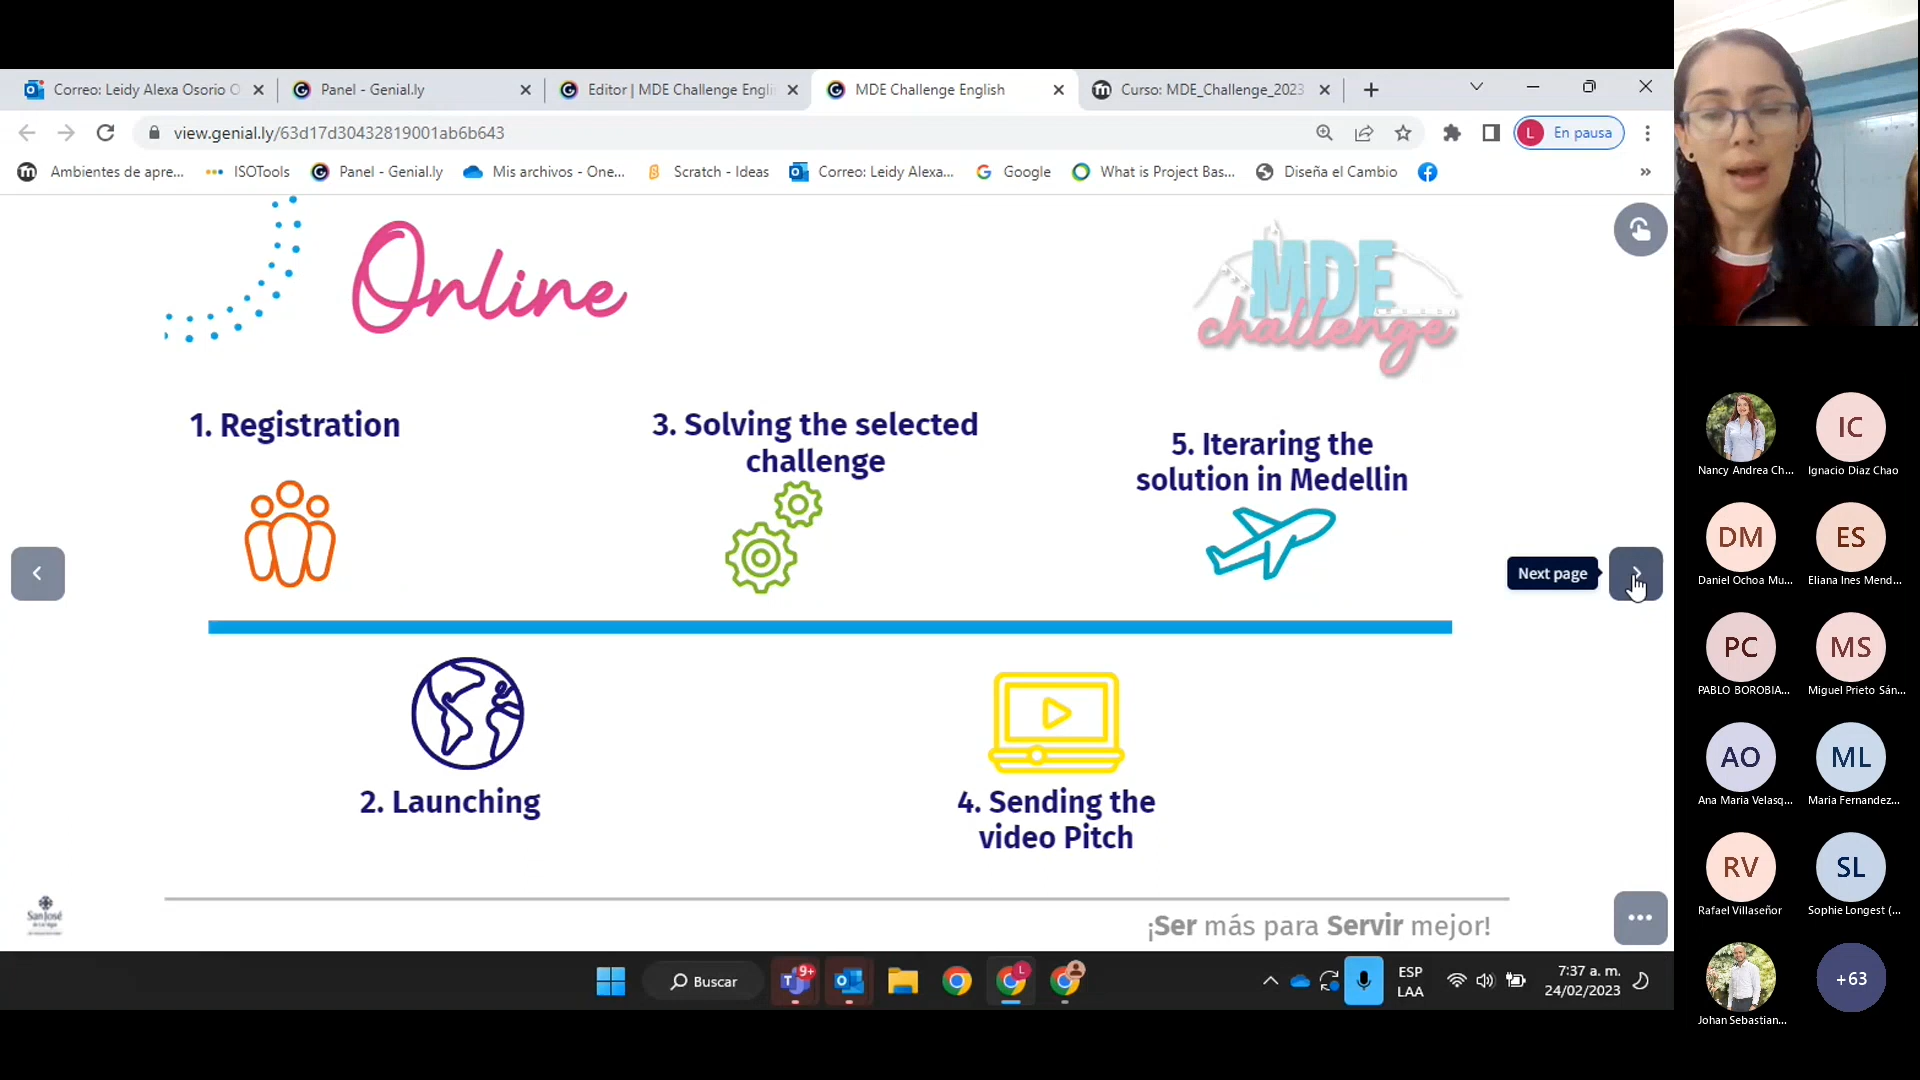 Correo: Leidy Alexa Osorio O
Panel - Genial.ly
Editor | MDE Challenge Engli
MDE Challenge English
Curso: MDE_Challenge_2023
view.genial.ly/63d17d30432819001ab6b643
L
En pausa
Ambientes de apre...
ISOTools
Panel - Genial.ly
Mis archivos - One...
Scratch - Ideas
Correo: Leidy Alexa...
Google
What is Project Bas...
Diseña el Cambio
»
Online
MDE
challenge
1. Registration
3. Solving the selected
challenge
5. Iteraring the
solution in Medellin
Next page
2. Launching
4. Sending the
video Pitch
San José
¡Ser más para Servir mejor!
Buscar
9+
L
ESP
LAA
7:37 a. m.
24/02/2023
Nancy Andrea Ch...
IC
Ignacio Diaz Chao
DM
Daniel Ochoa Mu...
ES
Eliana Ines Mend...
PC
PABLO BOROBIA...
MS
Miguel Prieto Sán...
AO
Ana Maria Velasq...
ML
Maria Fernandez...
RV
Rafael Villaseñor
SL
Sophie Longest (...
Johan Sebastian...
+63